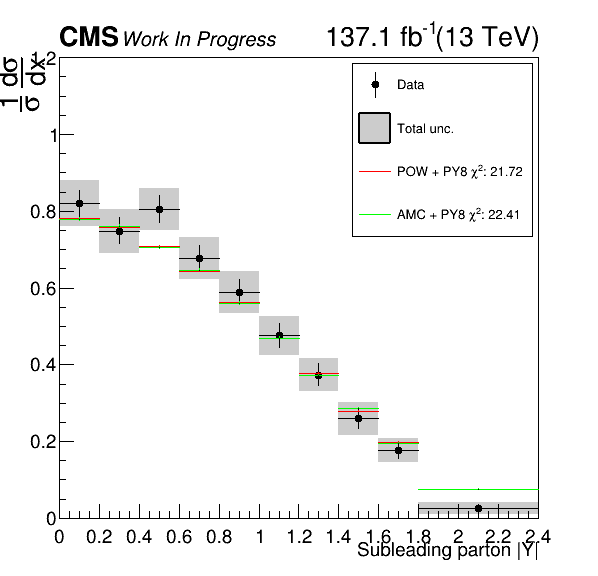 CMS Work In Progress 137.1 fb⁻¹(13 TeV)
1/σ dσ/dx
1.2
1
0.8
0.6
0.4
0.2
0
Data
Total unc.
POW + PY8 χ²: 21.72
AMC + PY8 χ²: 22.41
0 0.2 0.4 0.6 0.8 1 1.2 1.4 1.6 1.8 2 2.2 2.4
Subleading parton |Y|